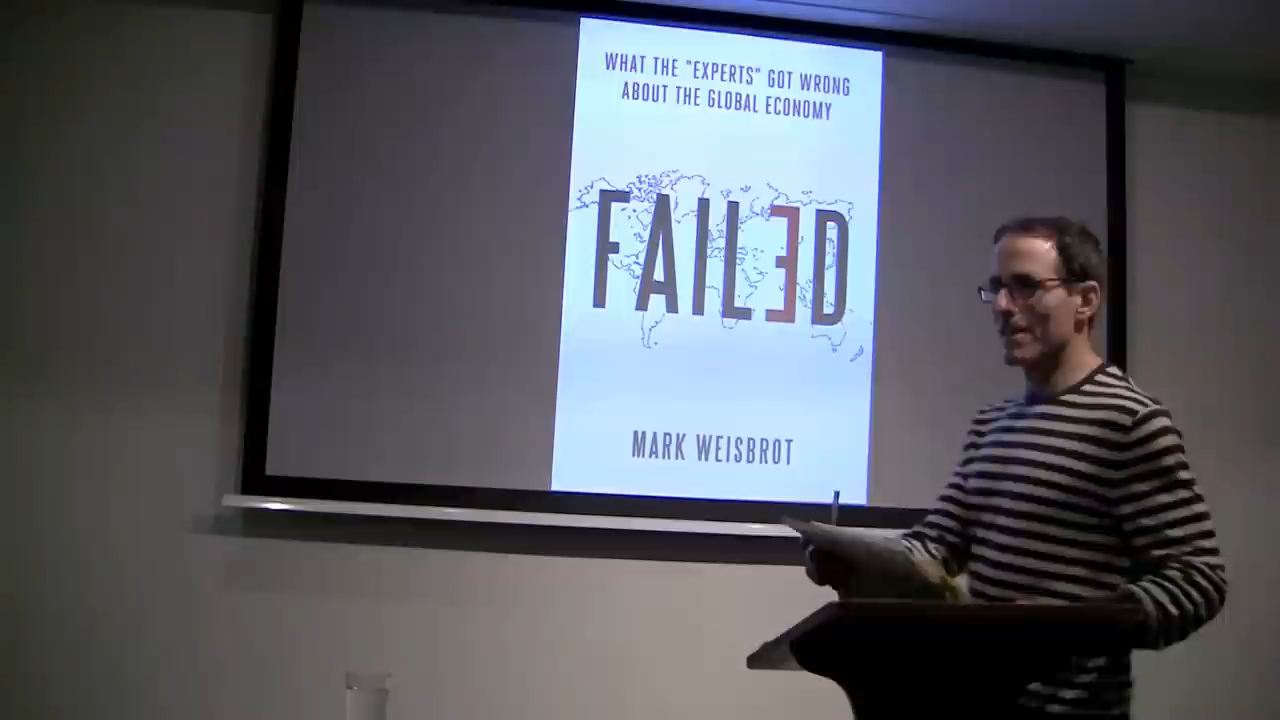 WHAT THE "EXPERTS" GOT WRONG
ABOUT THE GLOBAL ECONOMY
FAILED
MARK WEISBROT